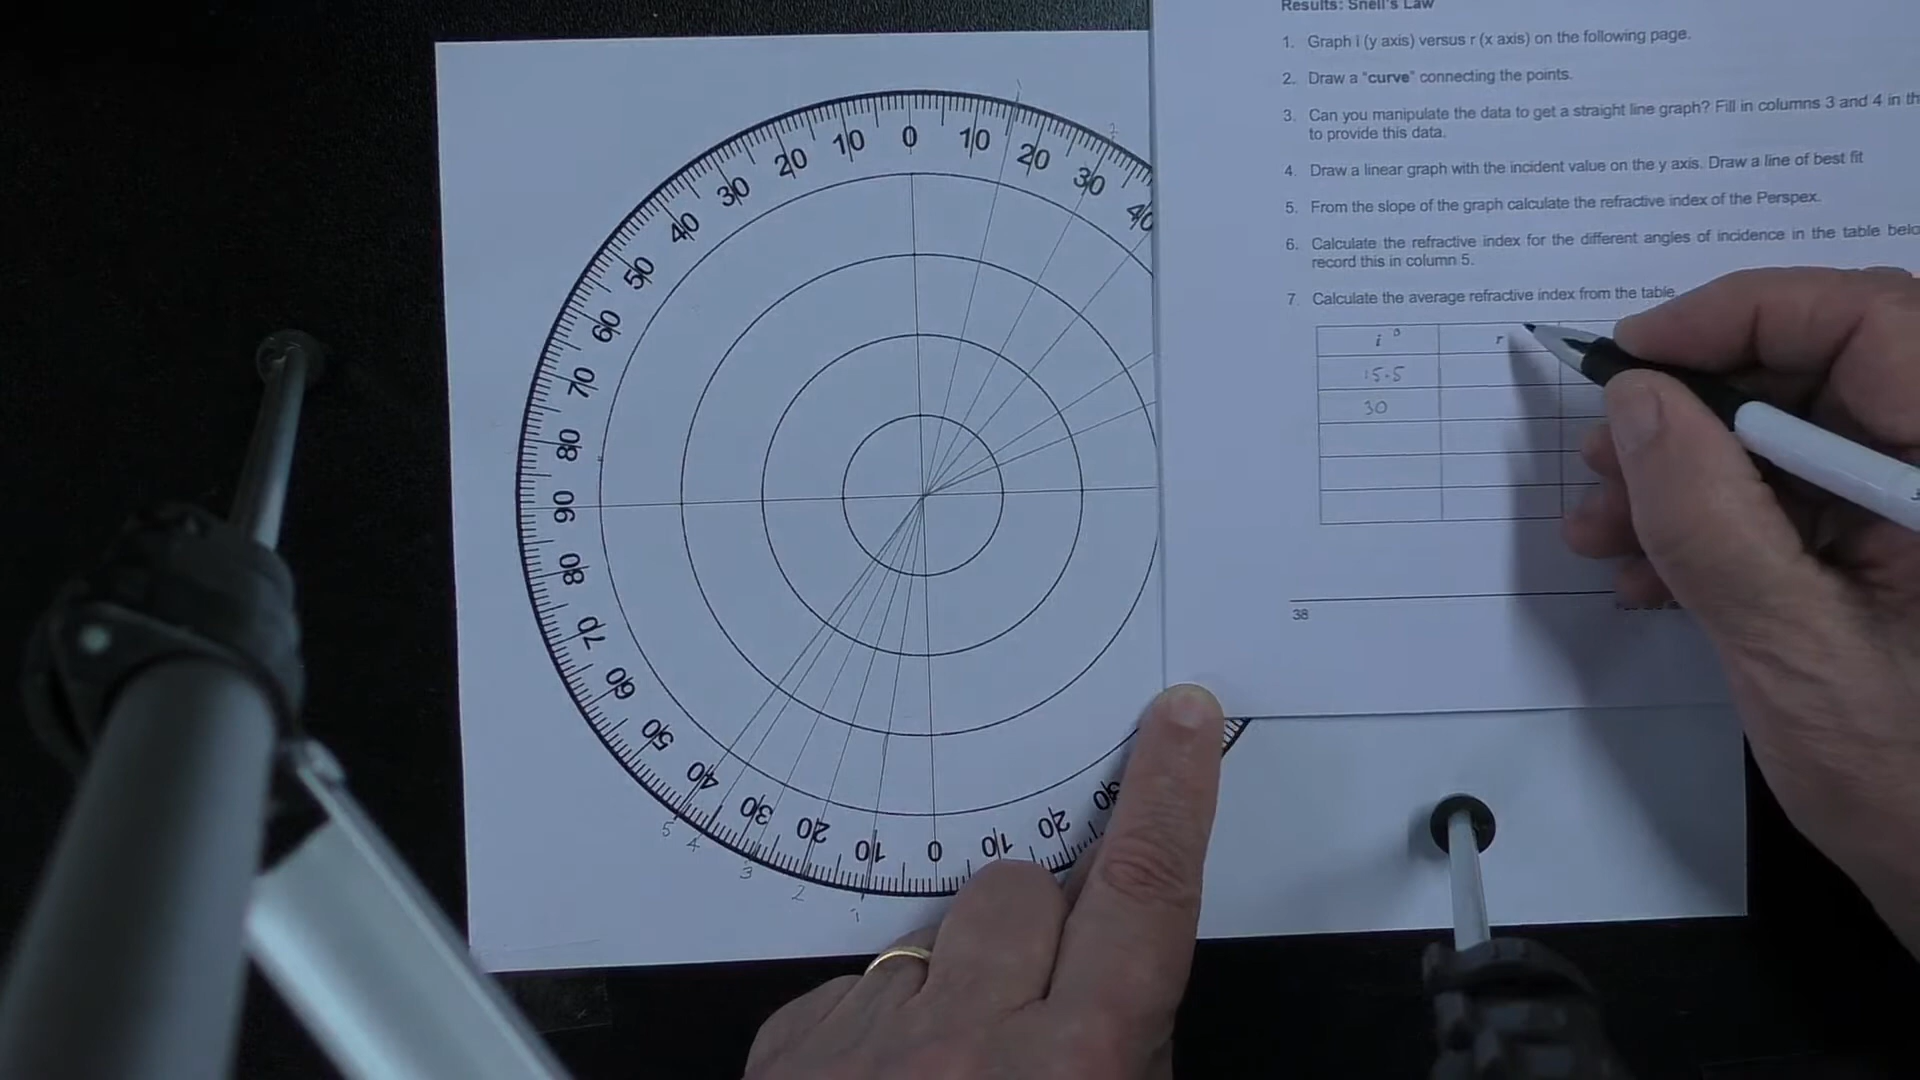 Results: Snell's Law
1. Graph i (y axis) versus r (x axis) on the following page.
2. Draw a "curve" connecting the points.
3. Can you manipulate the data to get a straight line graph? Fill in columns 3 and 4 in th
to provide this data.
4. Draw a linear graph with the incident value on the y axis. Draw a line of best fit
5. From the slope of the graph calculate the refractive index of the Perspex.
6. Calculate the refractive index for the different angles of incidence in the table belo
record this in column 5.
7. Calculate the average refractive index from the table
i ° r
15.5
30
38
20 10 0 10 20
30 30
40 40
50
60
70
80
90
80
70
60
50
40 30 20 10 0 10 20 30
5 4 3 2 1